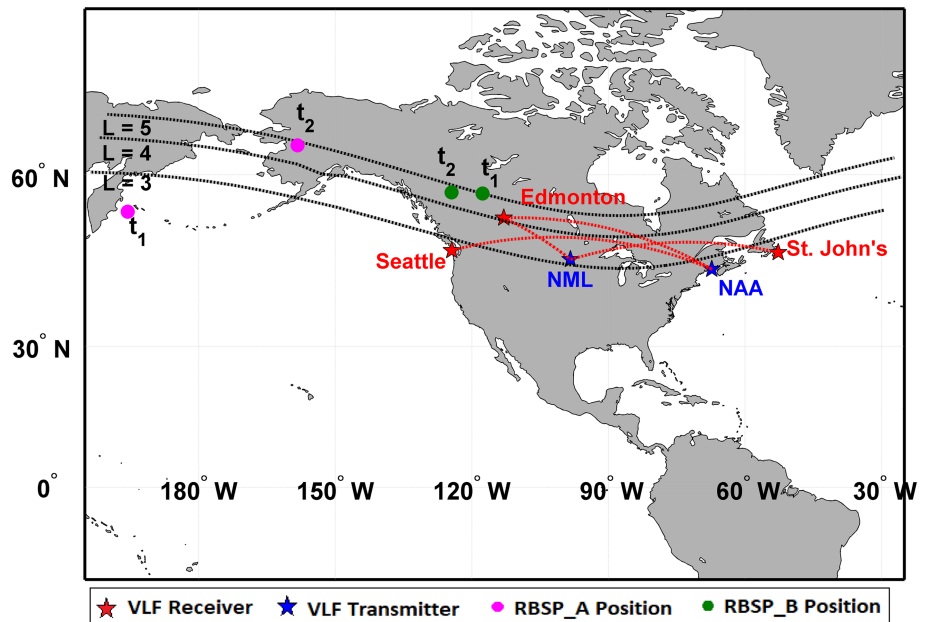 t2
L = 5
L = 4
60° N
L = 3
t2
t1
Edmonton
t1
Seattle
St. John's
NML
NAA
30° N
0°
180° W
150° W
120° W
90° W
60° W
30° W
VLF Receiver
VLF Transmitter
RBSP_A Position
RBSP_B Position